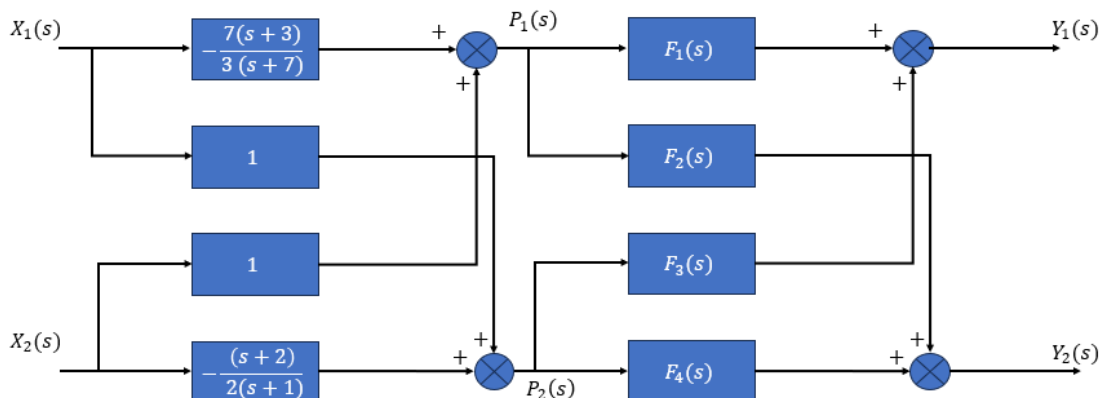 X₁(s)
P₁(s)
Y₁(s)
+
+
-7(s + 3)/3 (s + 7)
F₁(s)
+
+
1
F₂(s)
1
F₃(s)
X₂(s)
+
+
Y₂(s)
+
+
-(s + 2)/2(s + 1)
F₄(s)
P₂(s)